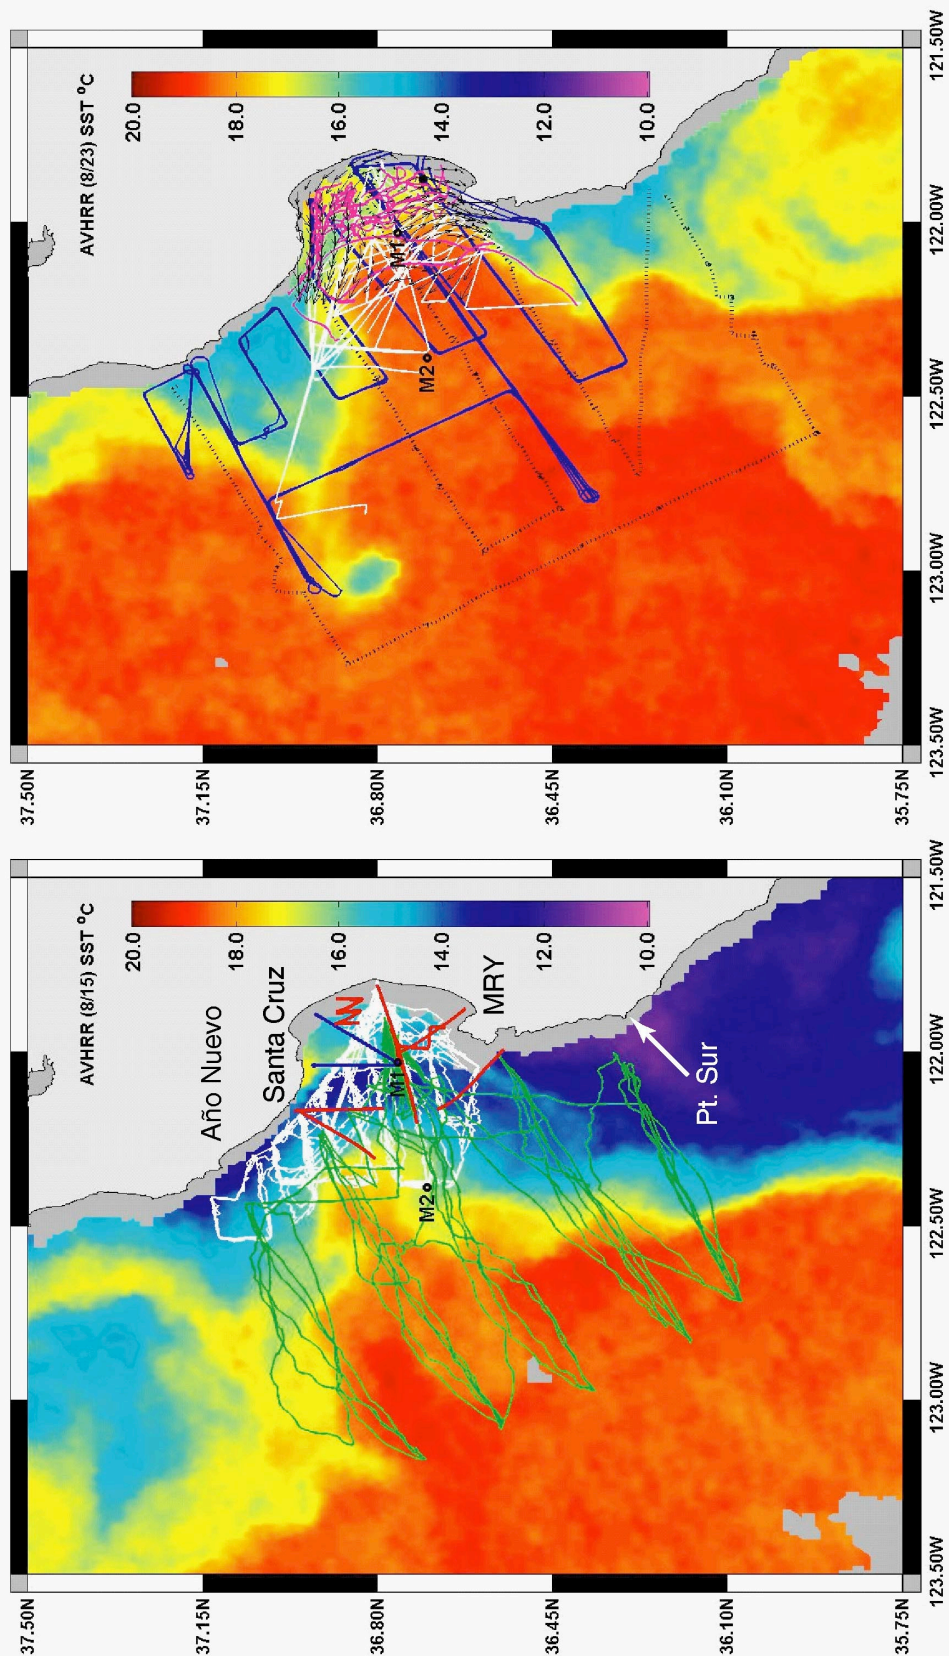 37.50N
AVHRR (8/15) SST °C
20.0
Año Nuevo
18.0
37.15N
Santa Cruz
16.0
36.80N
M1
M2
14.0
MRY
12.0
36.45N
10.0
Pt. Sur
36.10N
35.75N
123.50W
123.00W
122.50W
122.00W
121.50W
37.50N
AVHRR (8/23) SST °C
20.0
18.0
37.15N
16.0
36.80N
M1
M2
14.0
12.0
36.45N
10.0
36.10N
35.75N
123.50W
123.00W
122.50W
122.00W
121.50W